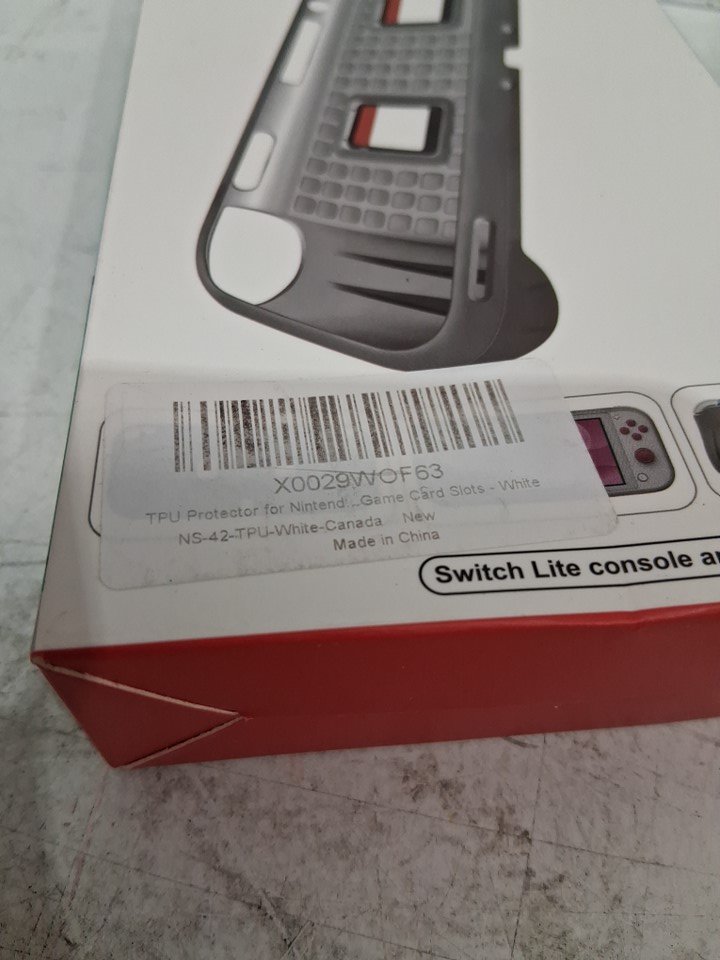 X0029WOF63
TPU Protector for Nintend...Game Card Slots - White
NS-42-TPU-White-Canada New
Made in China
Switch Lite console a